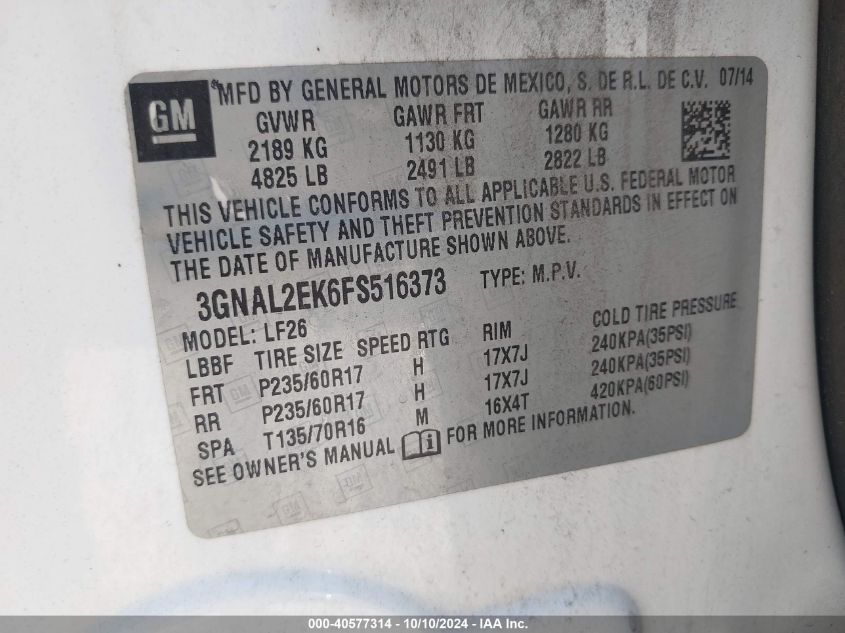 GM
MFD BY GENERAL MOTORS DE MEXICO, S. DE R.L. DE C.V. 07/14
GVWR GAWR FRT GAWR RR
2189 KG 1130 KG 1280 KG
4825 LB 2491 LB 2822 LB
THIS VEHICLE CONFORMS TO ALL APPLICABLE U.S. FEDERAL MOTOR
VEHICLE SAFETY AND THEFT PREVENTION STANDARDS IN EFFECT ON
THE DATE OF MANUFACTURE SHOWN ABOVE.
3GNAL2EK6FS516373 TYPE: M.P.V.
MODEL: LF26
LBBF TIRE SIZE SPEED RTG RIM COLD TIRE PRESSURE
FRT P235/60R17 H 17X7J 240KPA(35PSI)
RR P235/60R17 H 17X7J 240KPA(35PSI)
SPA T135/70R16 M 16X4T 420KPA(60PSI)
SEE OWNER'S MANUAL FOR MORE INFORMATION.
000-40577314 - 10/10/2024 - IAA Inc.